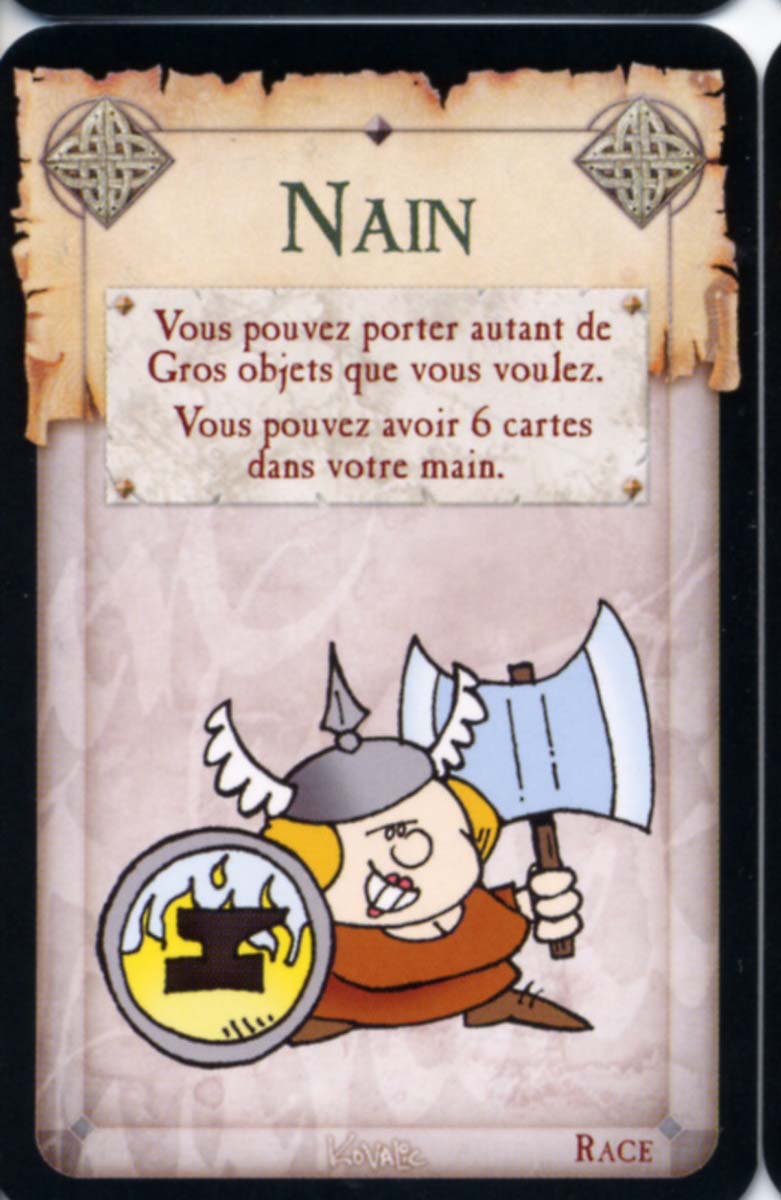 Nain
Vous pouvez porter autant de
Gros objets que vous voulez.
Vous pouvez avoir 6 cartes
dans votre main.
Kovalic
Race